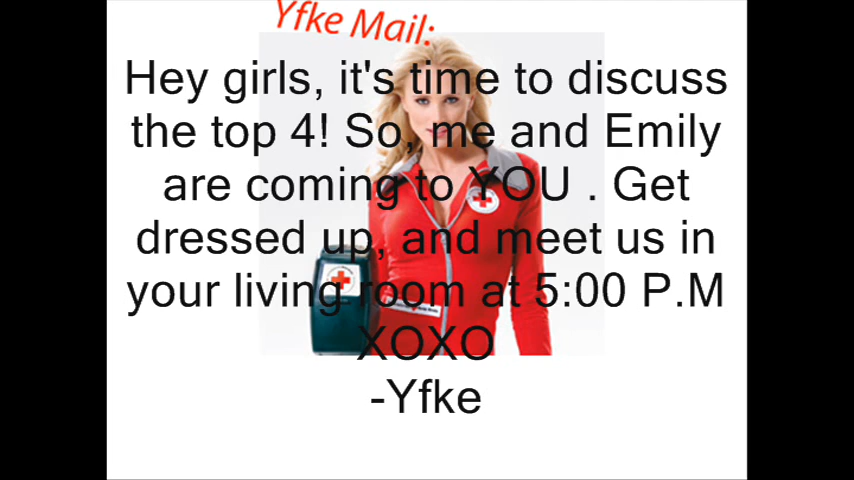 Yfke Mail:
Hey girls, it's time to discuss
the top 4! So, me and Emily
are coming to YOU . Get
dressed up, and meet us in
your living room at 5:00 P.M
XOXO
-Yfke